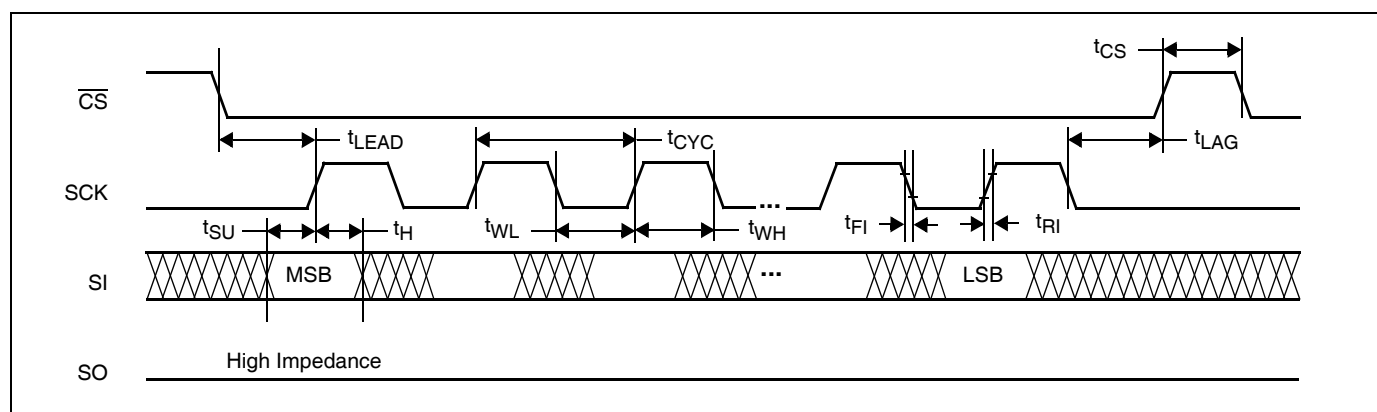 tCS
CS
tLEAD
tCYC
tLAG
SCK
...
tSU
tH
tWL
tWH
tFI
tRI
SI
MSB
...
LSB
High Impedance
SO